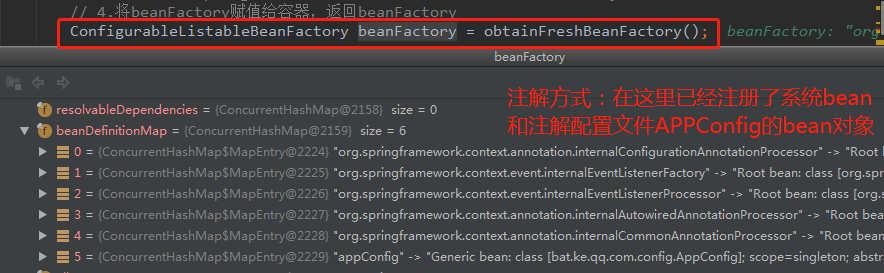 // 4.将beanFactory赋值给容器，返回beanFactory
ConfigurableListableBeanFactory beanFactory = obtainFreshBeanFactory(); beanFactory: "org
beanFactory
resolvableDependencies = {ConcurrentHashMap@2158} size = 0
beanDefinitionMap = {ConcurrentHashMap@2159} size = 6
注解方式：在这里已经注册了系统bean
和注解配置文件APPConfig的bean对象
0 = {ConcurrentHashMap$MapEntry@2224} "org.springframework.context.annotation.internalConfigurationAnnotationProcessor" -> "Root b
1 = {ConcurrentHashMap$MapEntry@2225} "org.springframework.context.event.internalEventListenerFactory" -> "Root bean: class [org.sp
2 = {ConcurrentHashMap$MapEntry@2226} "org.springframework.context.event.internalEventListenerProcessor" -> "Root bean: class [org.
3 = {ConcurrentHashMap$MapEntry@2227} "org.springframework.context.annotation.internalAutowiredAnnotationProcessor" -> "Root bean
4 = {ConcurrentHashMap$MapEntry@2228} "org.springframework.context.annotation.internalCommonAnnotationProcessor" -> "Root bean
5 = {ConcurrentHashMap$MapEntry@2229} "appConfig" -> "Generic bean: class [bat.ke.qq.com.config.AppConfig]; scope=singleton; abstr